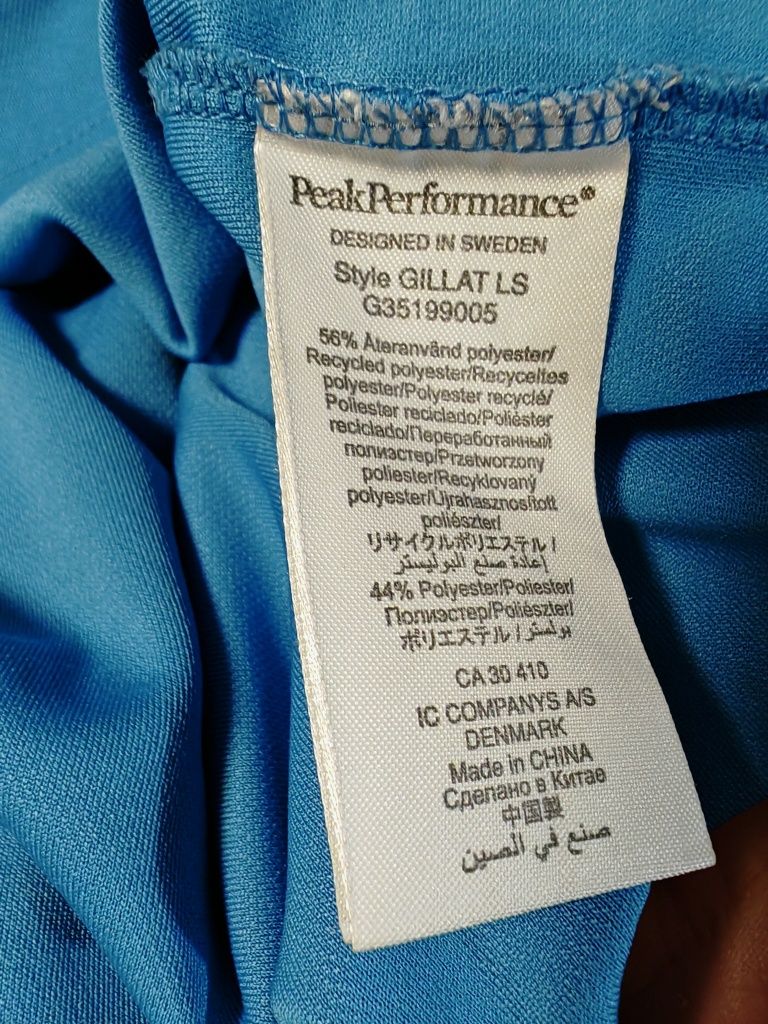 PeakPerformance®
DESIGNED IN SWEDEN
Style GILLAT LS
G35199005
56% Återanvänd polyester/
Recycled polyester/Recyceltes
polyester/Polyester recyclé/
Poliester reciclado/Poliéster
reciclado/Переработанный
полиэстер/Przetworzony
poliester/Recyklovaný
polyester/Újrahasznosított
poliészter/
リサイクルポリエステル /
إعادة صنع البوليستر
44% Polyester/Poliester/
Полиэстер/Poliészter/
ポリエステル / بولستر
CA 30 410
IC COMPANYS A/S
DENMARK
Made in CHINA
Сделано в Китае
中国製
صنع في الصين